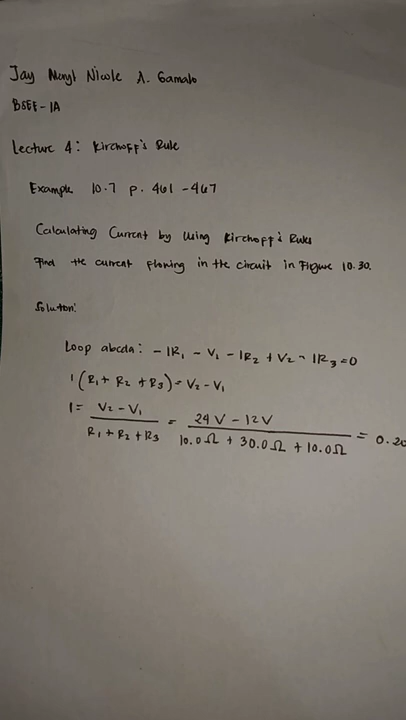 Jay Meryl Nicole A. Gamalo
BSEE-1A
Lecture 4: Kirchoff's Rule
Example 10.7 p. 461 - 467
Calculating Current by Using Kirchoff's Rules
Find the current flowing in the circuit in Figure 10.30.
Solution:
Loop abcda: - IR₁ - V₁ - IR₂ + V₂ - IR₃ = 0
I (R₁ + R₂ + R₃) = V₂ - V₁
I = V₂ - V₁ / R₁ + R₂ + R₃ = 24 V - 12 V / 10.0 Ω + 30.0 Ω + 10.0 Ω = 0.20